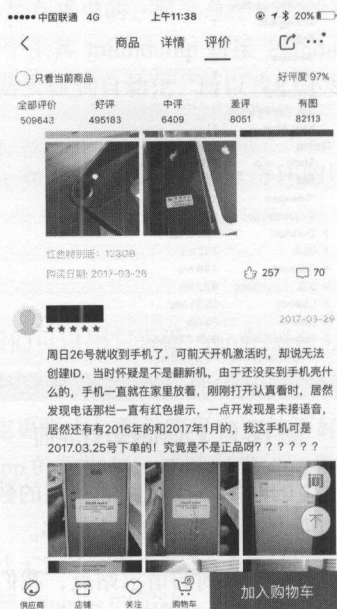 中国联通 4G 上午11:38 20%
商品 详情 评价
只看当前商品 好评度 97%
全部评价 好评 中评 差评 有图
509643 495183 6409 8051 82113
红色特别版：128GB
购买日期: 2017-03-26 257 70
2017-03-29
周日26号就收到手机了，可前天开机激活时，却说无法
创建ID，当时怀疑是不是翻新机，由于还没买到手机壳什
么的，手机一直就在家里放着，刚刚打开认真看时，居然
发现电话那栏一直有红色提示，一点开发现是未接语音，
居然还有有2016年的和2017年1月的，我这手机可是
2017.03.25号下单的！究竟是不是正品呀？？？？？？
问
不
供应商 店铺 关注 购物车 加入购物车